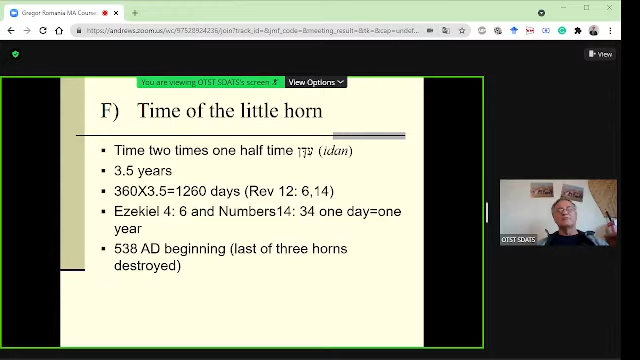 Gregor Romania MA Course
https://andrews.zoom.us/wc/97528924236/join?track_id=&jmf_code=&meeting_result=&tk=&cap=undef...
You are viewing OTST SDATS's screen
View Options
View
F) Time of the little horn
Time two times one half time עִדָּן (idan)
3.5 years
360X3.5=1260 days (Rev 12: 6,14)
Ezekiel 4: 6 and Numbers14: 34 one day=one
year
538 AD beginning (last of three horns
destroyed)
OTST SDATS